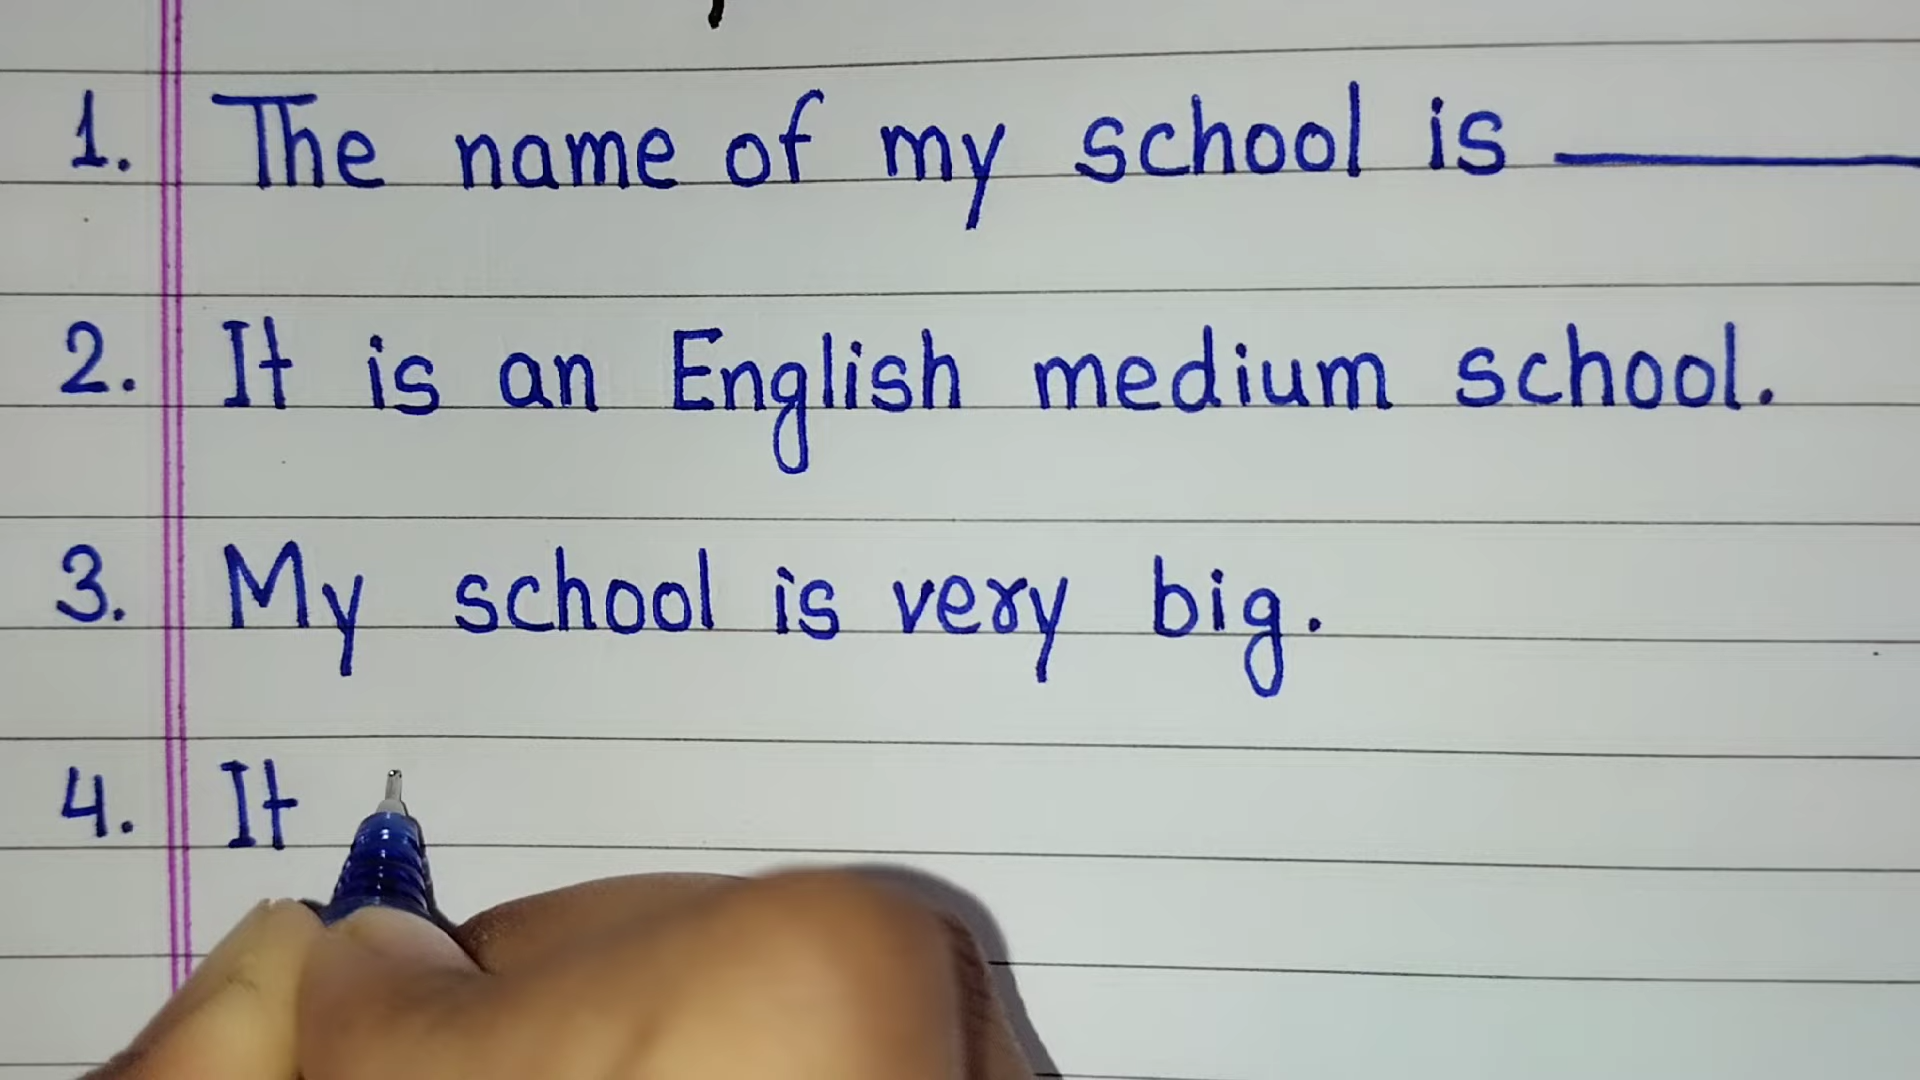 1. The name of my school is ______
2. It is an English medium school.
3. My school is very big.
4. It